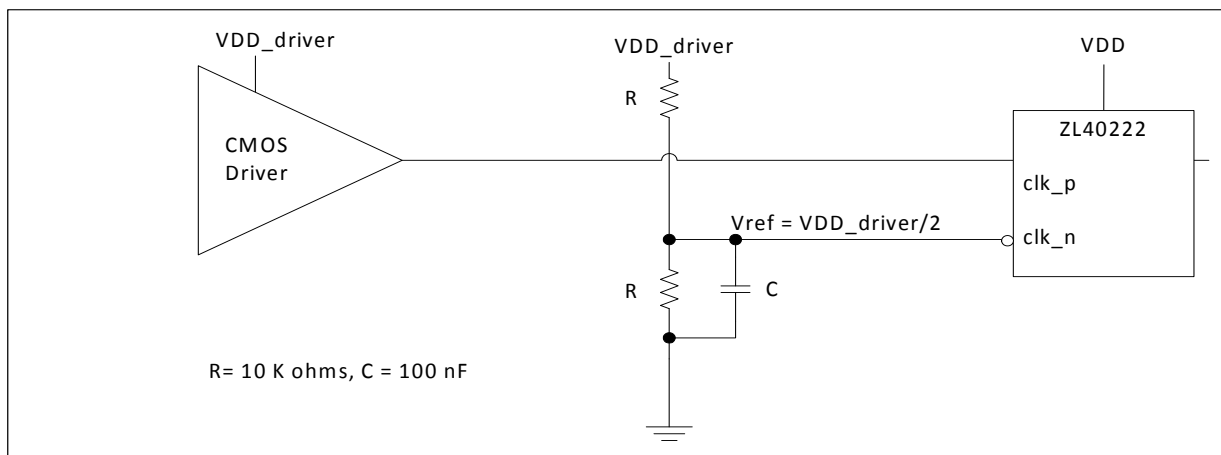 VDD_driver
VDD_driver
VDD
R
ZL40222
CMOS
Driver
clk_p
Vref = VDD_driver/2
clk_n
R
C
R= 10 K ohms, C = 100 nF